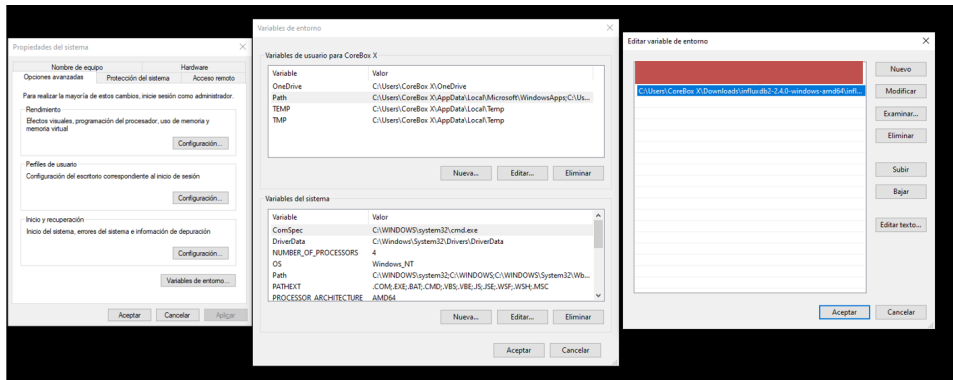 Propiedades del sistema
Nombre de equipo
Hardware
Opciones avanzadas
Protección del sistema
Acceso remoto
Para realizar la mayoría de estos cambios, inicie sesión como administrador.
Rendimiento
Efectos visuales, programación del procesador, uso de memoria y
memoria virtual
Configuración...
Perfiles de usuario
Configuración del escritorio correspondiente al inicio de sesión
Configuración...
Inicio y recuperación
Inicio del sistema, errores del sistema e información de depuración
Configuración...
Variables de entorno...
Aceptar
Cancelar
Aplicar
Variables de entorno
Variables de usuario para CoreBox X
Variable Valor
OneDrive C:\Users\CoreBox X\OneDrive
Path C:\Users\CoreBox X\AppData\Local\Microsoft\WindowsApps;C:\Us...
TEMP C:\Users\CoreBox X\AppData\Local\Temp
TMP C:\Users\CoreBox X\AppData\Local\Temp
Nueva...
Editar...
Eliminar
Variables del sistema
Variable Valor
ComSpec C:\WINDOWS\system32\cmd.exe
DriverData C:\Windows\System32\Drivers\DriverData
NUMBER_OF_PROCESSORS 4
OS Windows_NT
Path C:\WINDOWS\system32;C:\WINDOWS;C:\WINDOWS\System32\Wb...
PATHEXT .COM;.EXE;.BAT;.CMD;.VBS;.VBE;.JS;.JSE;.WSF;.WSH;.MSC
PROCESSOR_ARCHITECTURE AMD64
Nueva...
Editar...
Eliminar
Aceptar
Cancelar
Editar variable de entorno
C:\Users\CoreBox X\Downloads\influxdb2-2.4.0-windows-amd64\infl...
Nuevo
Modificar
Examinar...
Eliminar
Subir
Bajar
Editar texto...
Aceptar
Cancelar